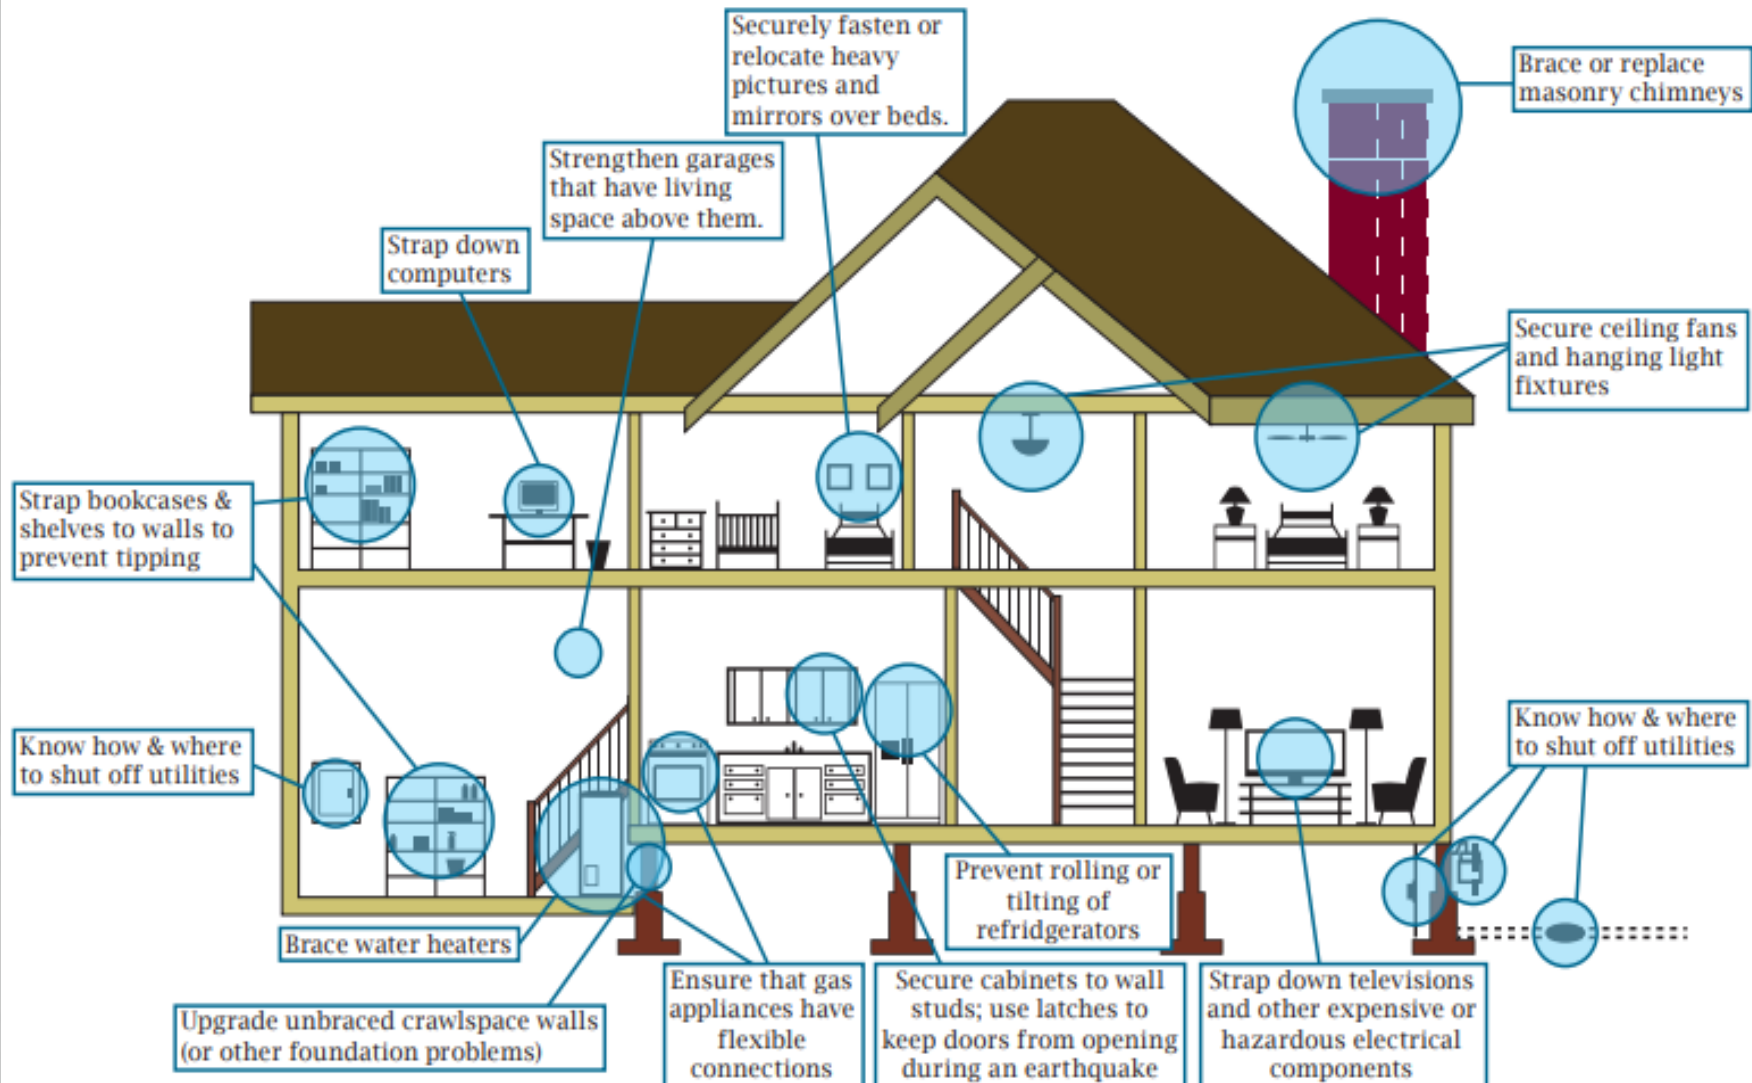 Securely fasten or
relocate heavy
pictures and
mirrors over beds.
Brace or replace
masonry chimneys
Strengthen garages
that have living
space above them.
Strap down
computers
Secure ceiling fans
and hanging light
fixtures
Strap bookcases &
shelves to walls to
prevent tipping
Know how & where
to shut off utilities
Know how & where
to shut off utilities
Prevent rolling or
tilting of
refridgerators
Brace water heaters
Upgrade unbraced crawlspace walls
(or other foundation problems)
Ensure that gas
appliances have
flexible
connections
Secure cabinets to wall
studs; use latches to
keep doors from opening
during an earthquake
Strap down televisions
and other expensive or
hazardous electrical
components